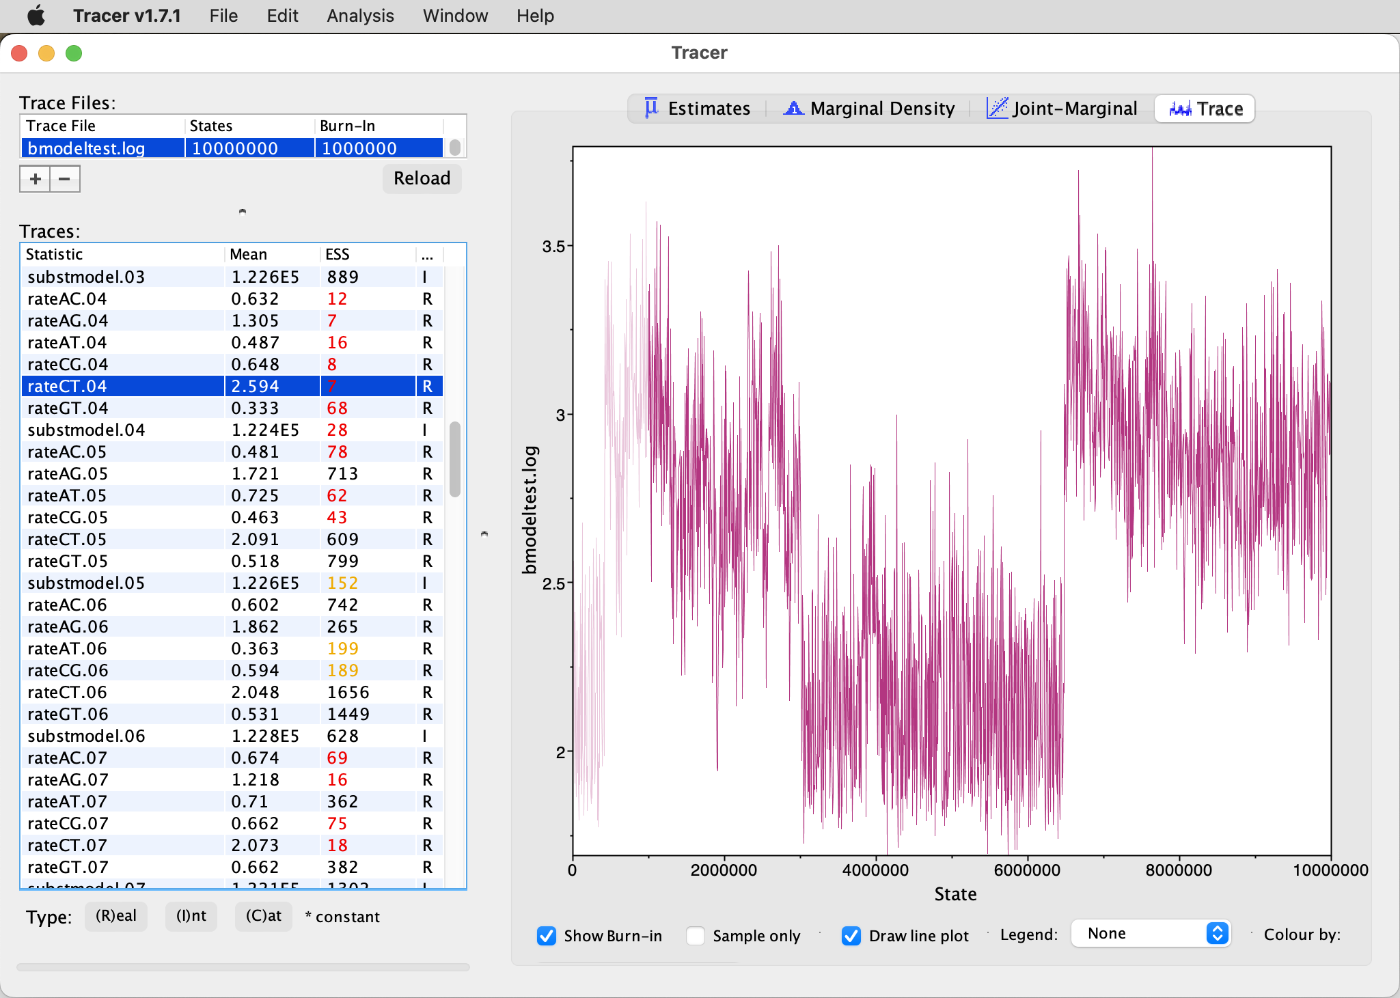 Tracer v1.7.1 File Edit Analysis Window Help
Tracer
Trace Files:
Trace File States Burn-In
bmodeltest.log 10000000 1000000
+ − Reload
Traces:
Statistic Mean ESS ...
substmodel.03 1.226E5 889 I
rateAC.04 0.632 12 R
rateAG.04 1.305 7 R
rateAT.04 0.487 16 R
rateCG.04 0.648 8 R
rateCT.04 2.594 7 R
rateGT.04 0.333 68 R
substmodel.04 1.224E5 28 I
rateAC.05 0.481 78 R
rateAG.05 1.721 713 R
rateAT.05 0.725 62 R
rateCG.05 0.463 43 R
rateCT.05 2.091 609 R
rateGT.05 0.518 799 R
substmodel.05 1.226E5 152 I
rateAC.06 0.602 742 R
rateAG.06 1.862 265 R
rateAT.06 0.363 199 R
rateCG.06 0.594 189 R
rateCT.06 2.048 1656 R
rateGT.06 0.531 1449 R
substmodel.06 1.228E5 628 I
rateAC.07 0.674 69 R
rateAG.07 1.218 16 R
rateAT.07 0.71 362 R
rateCG.07 0.662 75 R
rateCT.07 2.073 18 R
rateGT.07 0.662 382 R
substmodel.07 1.221E5 1302 I
Type: (R)eal (I)nt (C)at * constant
Estimates Marginal Density Joint-Marginal Trace
3.5
3
2.5
2
bmodeltest.log
0 2000000 4000000 6000000 8000000 10000000
State
Show Burn-in Sample only Draw line plot Legend: None Colour by: